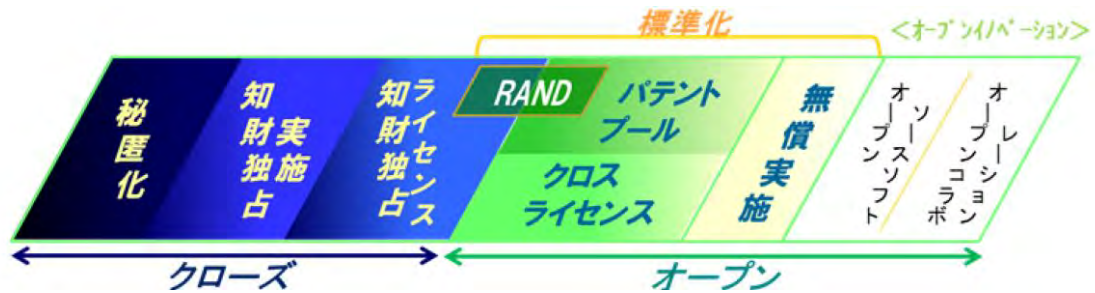 標準化
<オープンイノベーション>
秘匿化
知財独占
実施
知財独占
ライセンス
RAND
パテント
プール
クロス
ライセンス
無償実施
オープン
ソースソフト
オープンコラボ
レーション
クローズ
オープン